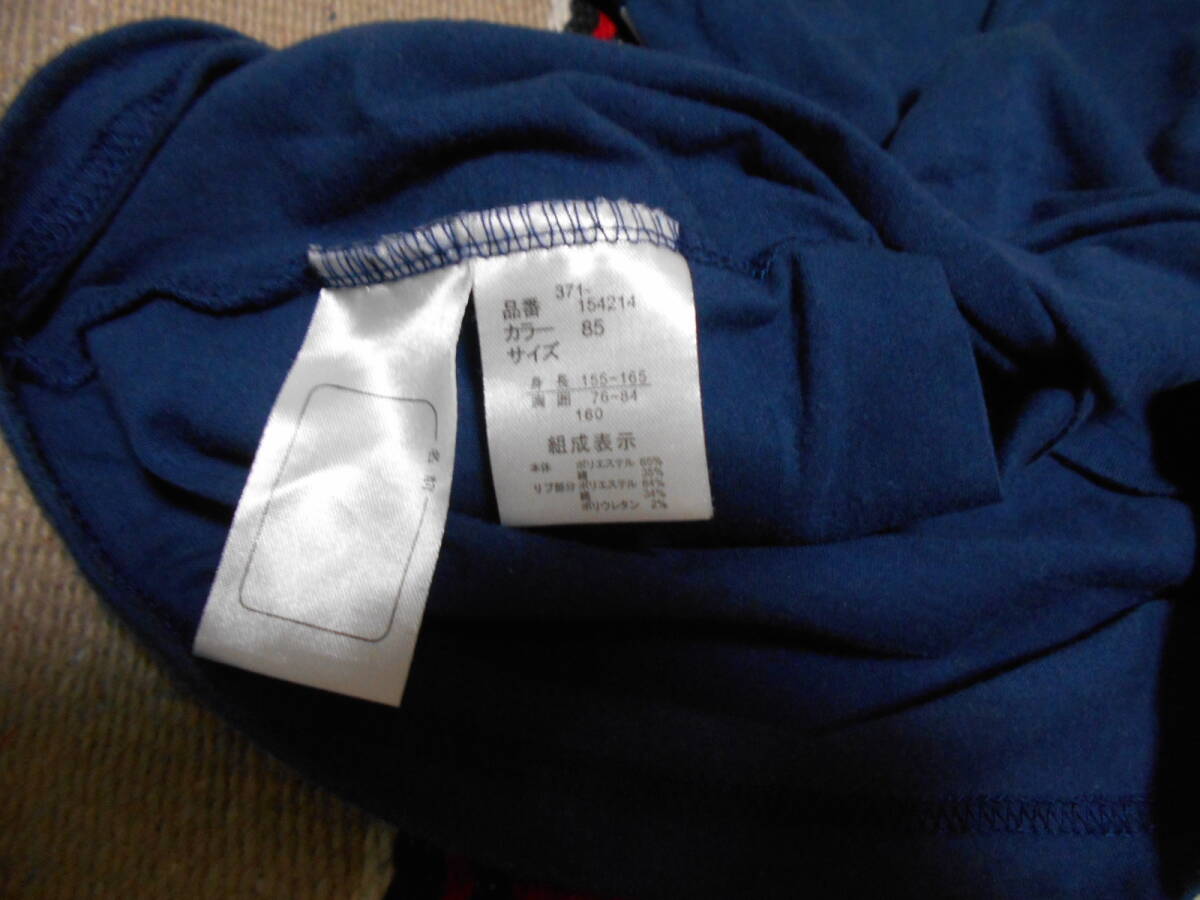 371-
品番 154214
カラー 85
サイズ
身長 155-165
胸囲 76-84
160
組成表示
本体 ポリエステル 65%
綿 35%
リブ部分 ポリエステル 64%
綿 34%
ポリウレタン 2%